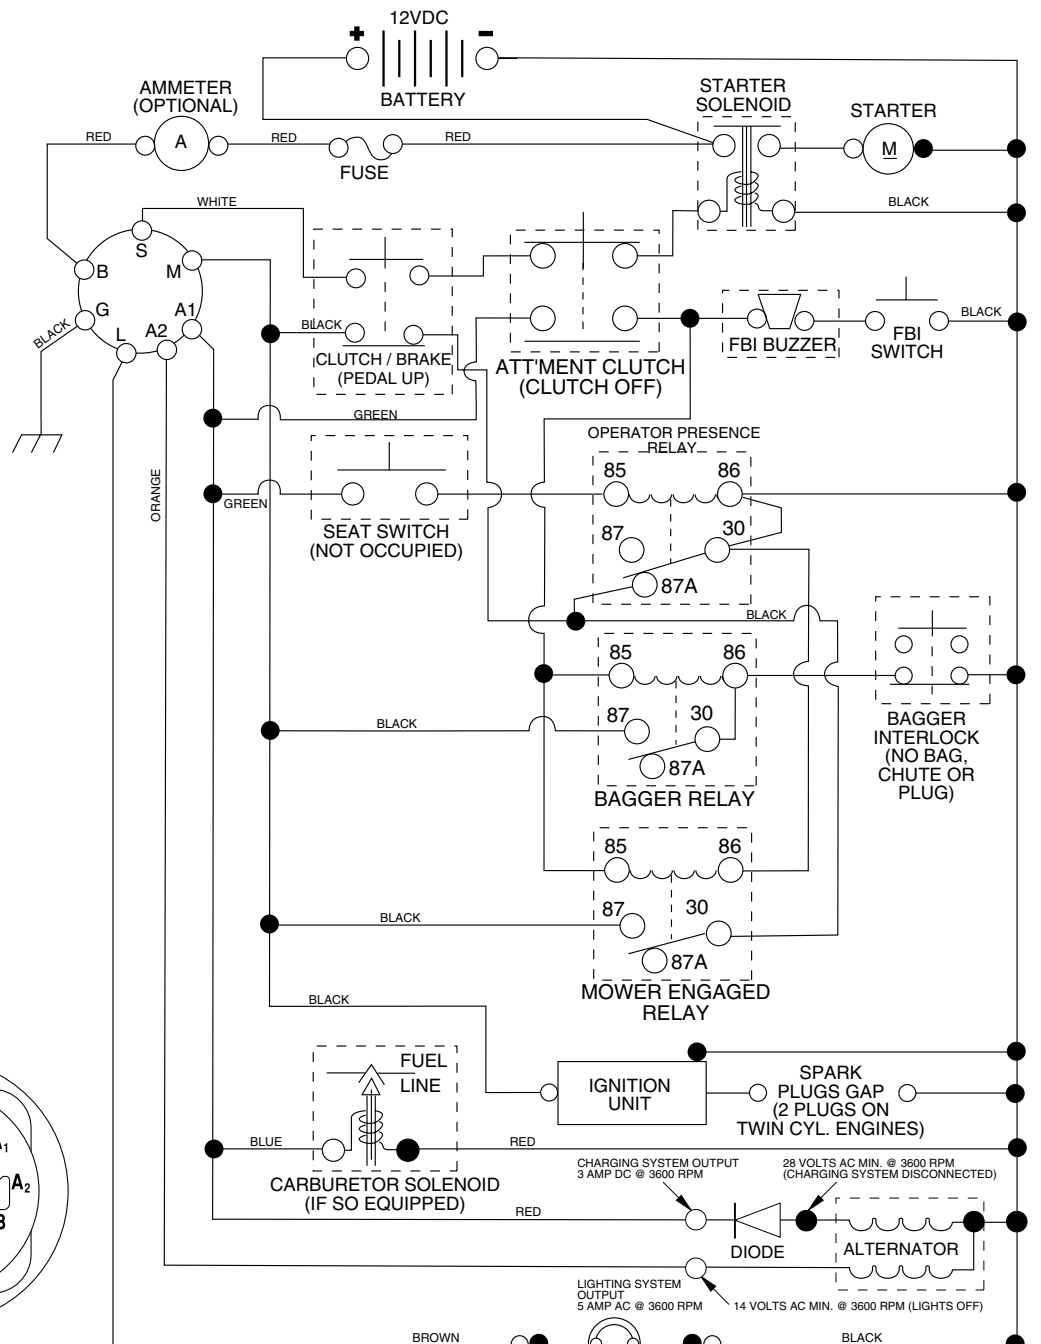 12VDC
+
-
BATTERY
AMMETER
(OPTIONAL)
STARTER
SOLENOID
STARTER
RED
A
RED
RED
FUSE
M
WHITE
BLACK
S
B
M
G
A1
A2
L
BLACK
BLACK
CLUTCH / BRAKE
(PEDAL UP)
ATT'MENT CLUTCH
(CLUTCH OFF)
FBI BUZZER
FBI
SWITCH
BLACK
GREEN
OPERATOR PRESENCE
RELAY
ORANGE
GREEN
SEAT SWITCH
(NOT OCCUPIED)
85
86
87
30
87A
BLACK
85
86
87
30
87A
BLACK
BAGGER RELAY
BAGGER
INTERLOCK
(NO BAG,
CHUTE OR
PLUG)
85
86
87
30
87A
BLACK
MOWER ENGAGED
RELAY
BLACK
FUEL
LINE
IGNITION
UNIT
SPARK
PLUGS GAP
(2 PLUGS ON
TWIN CYL. ENGINES)
BLUE
RED
CARBURETOR SOLENOID
(IF SO EQUIPPED)
CHARGING SYSTEM OUTPUT
3 AMP DC @ 3600 RPM
28 VOLTS AC MIN. @ 3600 RPM
(CHARGING SYSTEM DISCONNECTED)
A2
RED
DIODE
ALTERNATOR
LIGHTING SYSTEM
OUTPUT
5 AMP AC @ 3600 RPM
14 VOLTS AC MIN. @ 3600 RPM (LIGHTS OFF)
BROWN
BLACK